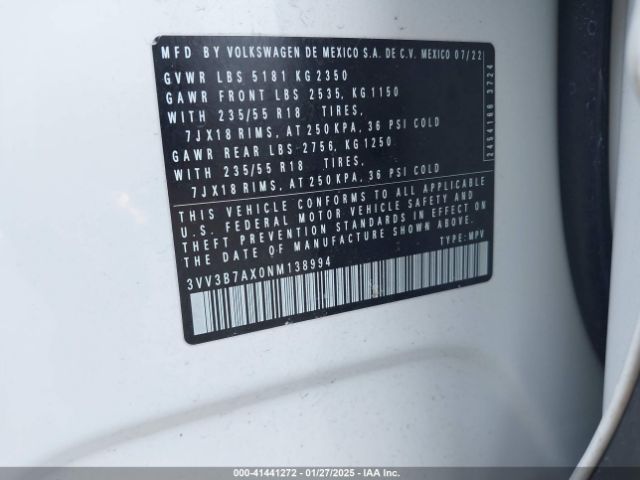 MFD BY VOLKSWAGEN DE MEXICO S.A. DE C.V. MEXICO 07/22
GVWR LBS 5181 KG 2350
GAWR FRONT LBS 2535, KG 1150
WITH 235/55 R18 TIRES,
7JX18 RIMS, AT 250KPA, 36 PSI COLD
GAWR REAR LBS-2756, KG 1250
WITH 235/55 R18 TIRES,
7JX18 RIMS, AT 250 KPA, 36 PSI COLD
THIS VEHICLE CONFORMS TO ALL APPLICABLE
U.S. FEDERAL MOTOR VEHICLE SAFETY AND
THEFT PREVENTION STANDARDS IN EFFECT ON
THE DATE OF MANUFACTURE SHOWN ABOVE.
3VV3B7AX0NM138994
TYPE: MPV
2454166 3724
000-41441272 - 01/27/2025 - IAA Inc.